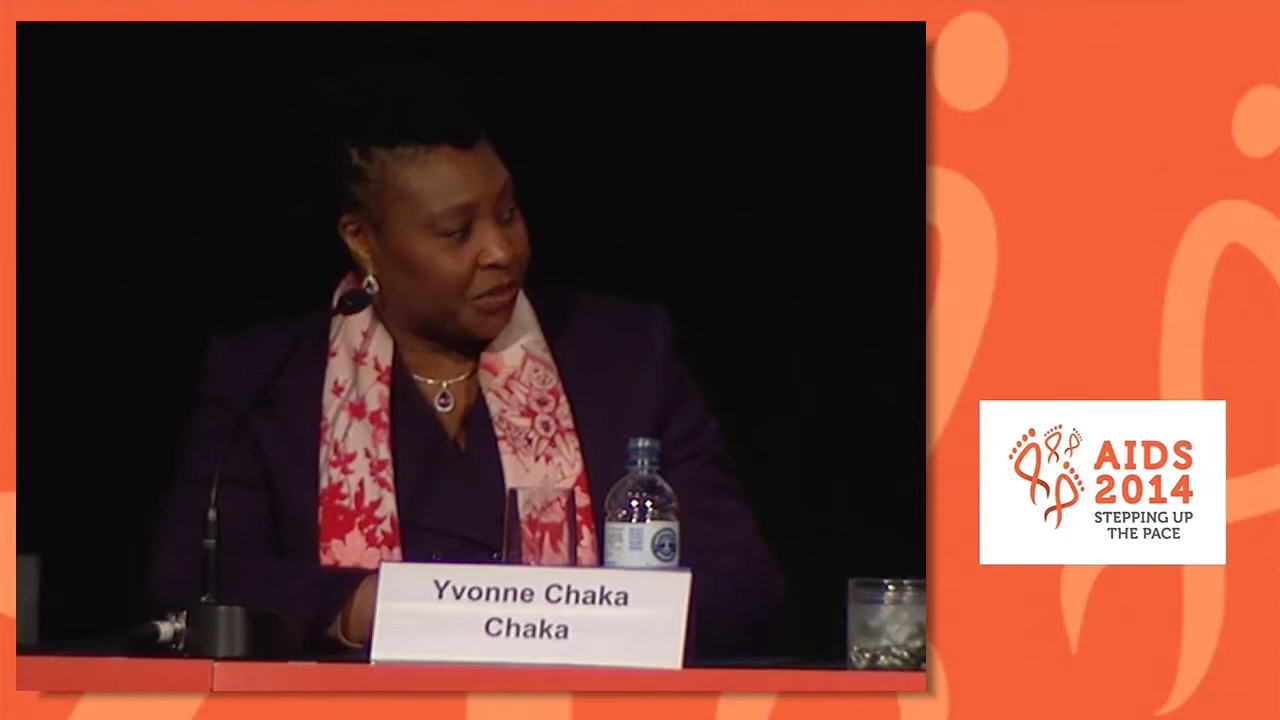 Yvonne Chaka
Chaka
AIDS
2014
STEPPING UP
THE PACE